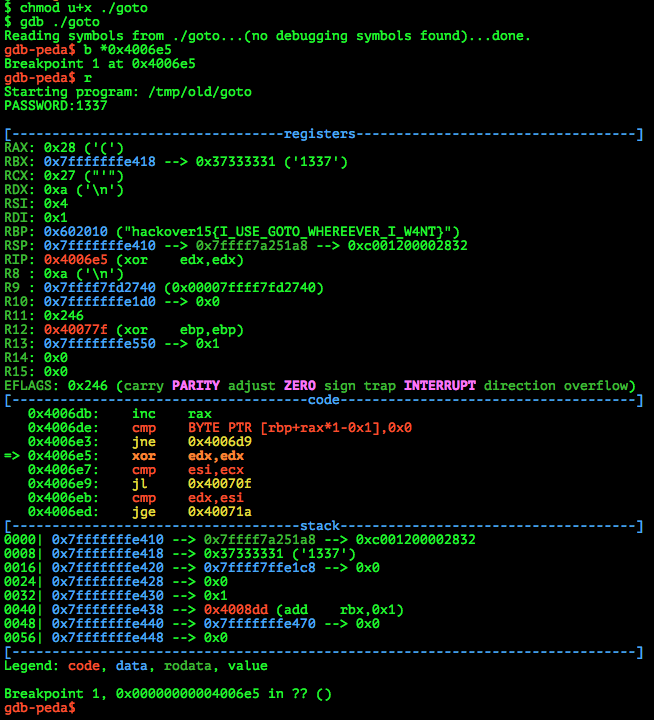 $ chmod u+x ./goto
$ gdb ./goto
Reading symbols from ./goto...(no debugging symbols found)...done.
gdb-peda$ b *0x4006e5
Breakpoint 1 at 0x4006e5
gdb-peda$ r
Starting program: /tmp/old/goto
PASSWORD:1337
[----------------------------------registers-----------------------------------]
RAX: 0x28 ('(')
RBX: 0x7fffffffe418 --> 0x37333331 ('1337')
RCX: 0x27 ("'")
RDX: 0xa ('\n')
RSI: 0x4
RDI: 0x1
RBP: 0x602010 ("hackover15{I_USE_GOTO_WHEREEVER_I_W4NT}")
RSP: 0x7fffffffe410 --> 0x7ffff7a251a8 --> 0xc001200002832
RIP: 0x4006e5 (xor    edx,edx)
R8 : 0xa ('\n')
R9 : 0x7ffff7fd2740 (0x00007ffff7fd2740)
R10: 0x7fffffffe1d0 --> 0x0
R11: 0x246
R12: 0x40077f (xor    ebp,ebp)
R13: 0x7fffffffe550 --> 0x1
R14: 0x0
R15: 0x0
EFLAGS: 0x246 (carry PARITY adjust ZERO sign trap INTERRUPT direction overflow)
[-------------------------------------code-------------------------------------]
   0x4006db:    inc    rax
   0x4006de:    cmp    BYTE PTR [rbp+rax*1-0x1],0x0
   0x4006e3:    jne    0x4006d9
=> 0x4006e5:    xor    edx,edx
   0x4006e7:    cmp    esi,ecx
   0x4006e9:    jl     0x40070f
   0x4006eb:    cmp    edx,esi
   0x4006ed:    jge    0x40071a
[------------------------------------stack-------------------------------------]
0000| 0x7fffffffe410 --> 0x7ffff7a251a8 --> 0xc001200002832
0008| 0x7fffffffe418 --> 0x37333331 ('1337')
0016| 0x7fffffffe420 --> 0x7ffff7ffe1c8 --> 0x0
0024| 0x7fffffffe428 --> 0x0
0032| 0x7fffffffe430 --> 0x1
0040| 0x7fffffffe438 --> 0x4008dd (add    rbx,0x1)
0048| 0x7fffffffe440 --> 0x7fffffffe470 --> 0x0
0056| 0x7fffffffe448 --> 0x0
[------------------------------------------------------------------------------]
Legend: code, data, rodata, value
Breakpoint 1, 0x00000000004006e5 in ?? ()
gdb-peda$